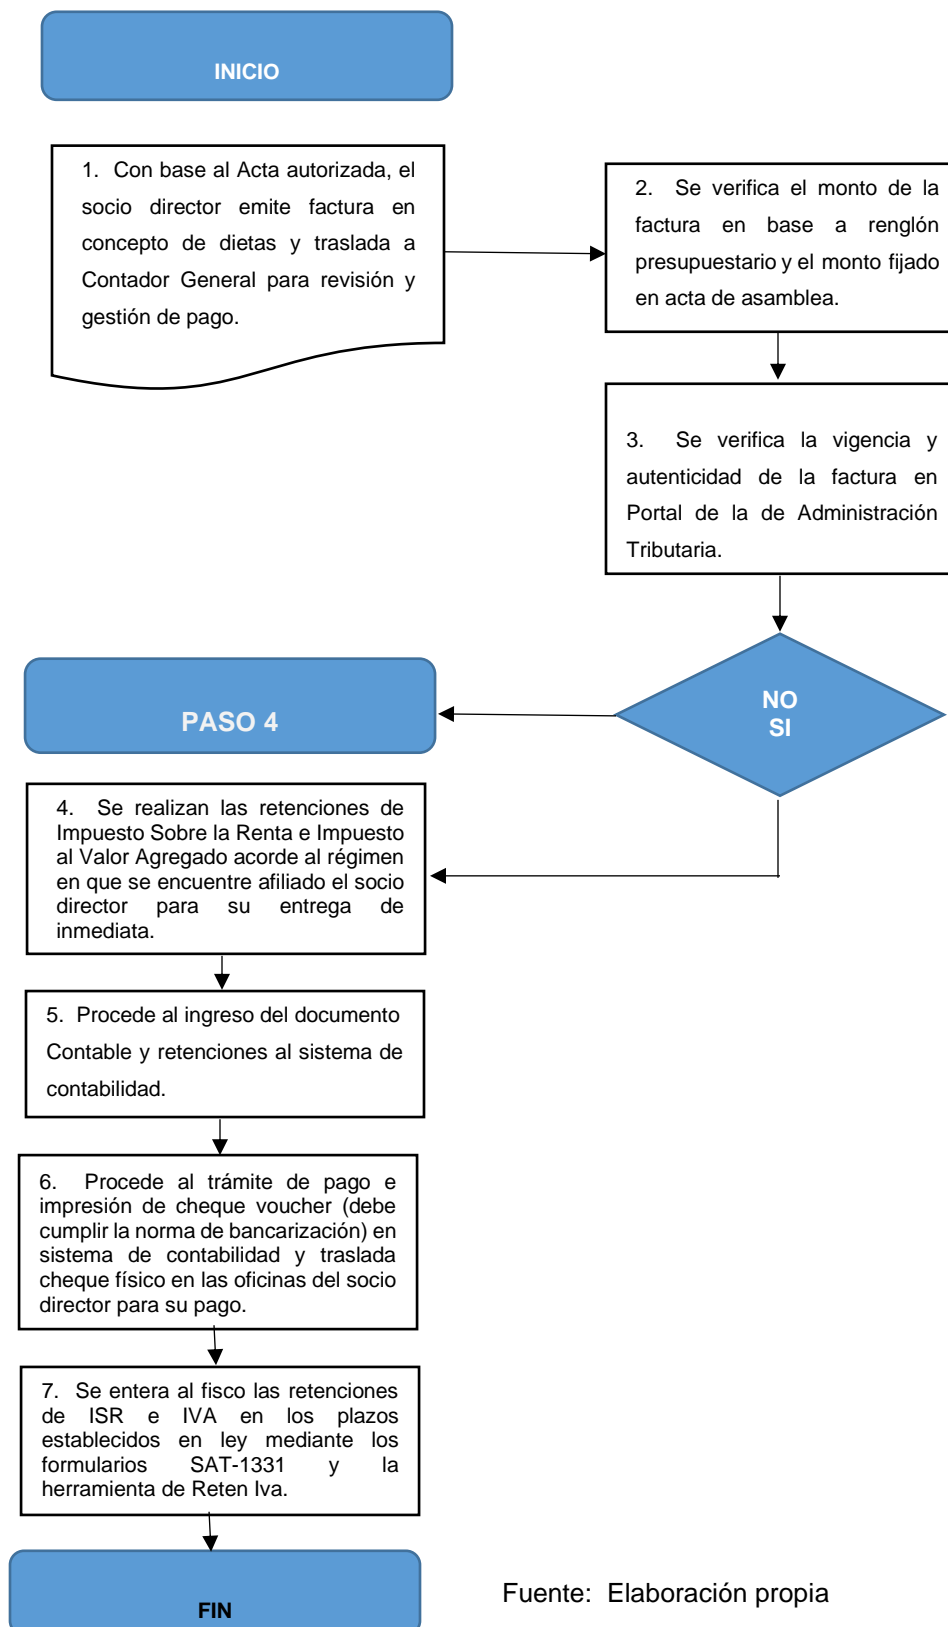 INICIO
1. Con base al Acta autorizada, el
socio director emite factura en
concepto de dietas y traslada a
Contador General para revisión y
gestión de pago.
2. Se verifica el monto de la
factura en base a renglón
presupuestario y el monto fijado
en acta de asamblea.
3. Se verifica la vigencia y
autenticidad de la factura en
Portal de la de Administración
Tributaria.
NO
SI
PASO 4
4. Se realizan las retenciones de
Impuesto Sobre la Renta e Impuesto
al Valor Agregado acorde al régimen
en que se encuentre afiliado el socio
director para su entrega de
inmediata.
5. Procede al ingreso del documento
Contable y retenciones al sistema de
contabilidad.
6. Procede al trámite de pago e
impresión de cheque voucher (debe
cumplir la norma de bancarización) en
sistema de contabilidad y traslada
cheque físico en las oficinas del socio
director para su pago.
7. Se entera al fisco las retenciones
de ISR e IVA en los plazos
establecidos en ley mediante los
formularios SAT-1331 y la
herramienta de Reten Iva.
FIN
Fuente: Elaboración propia